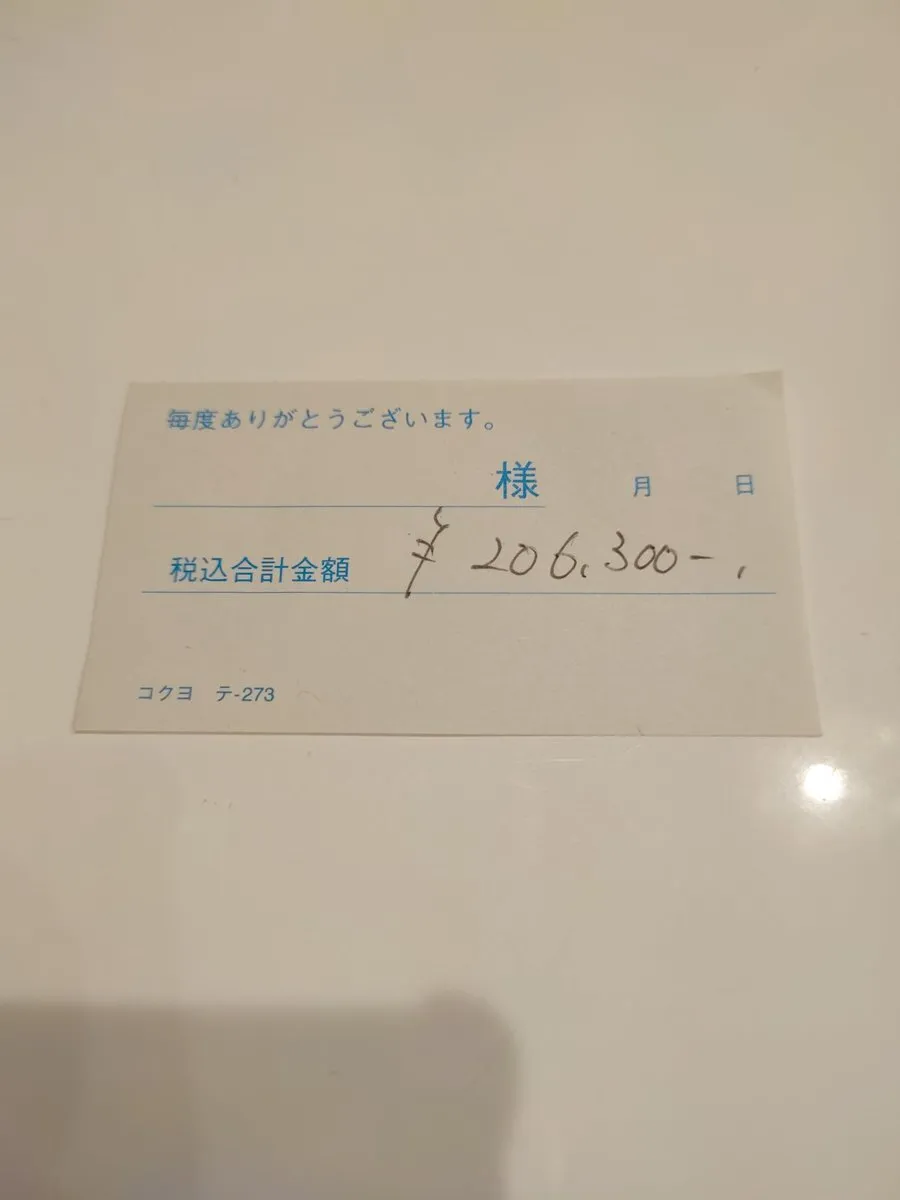 毎度ありがとうございます。
様 月 日
税込合計金額 ¥ 206,300-,
コクヨ テ-273